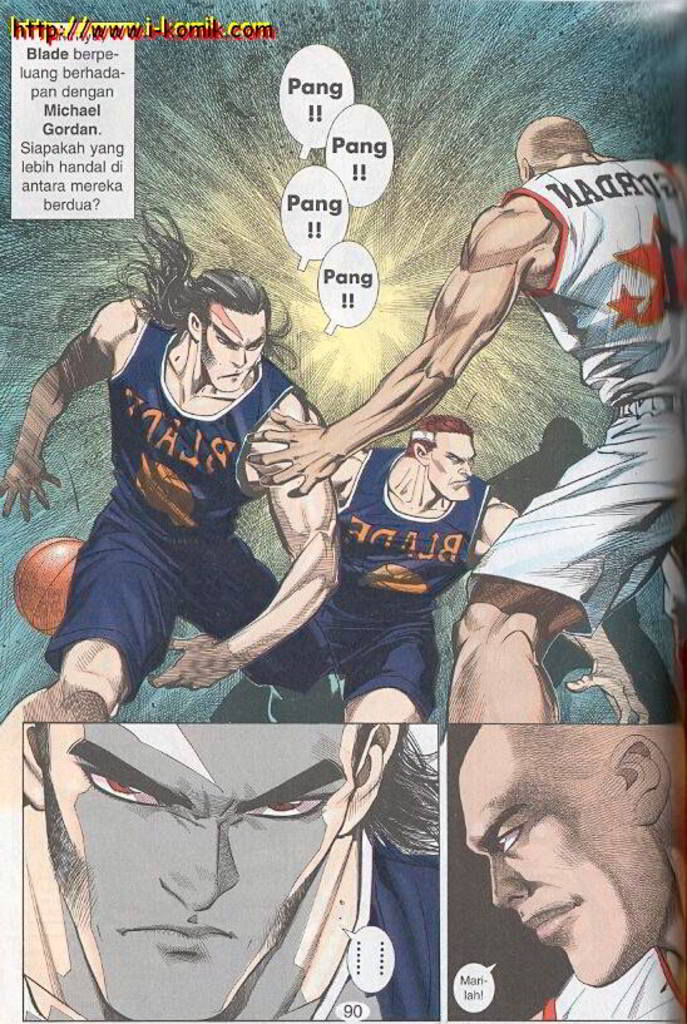 http://www.i-komik.com
Blade berpe-
luang berhada-
pan dengan
Michael
Gordan.
Siapakah yang
lebih handal di
antara mereka
berdua?
Pang
!!
Pang
!!
Pang
!!
Pang
!!
BLADE
BLADE
Mari-
lah!
90